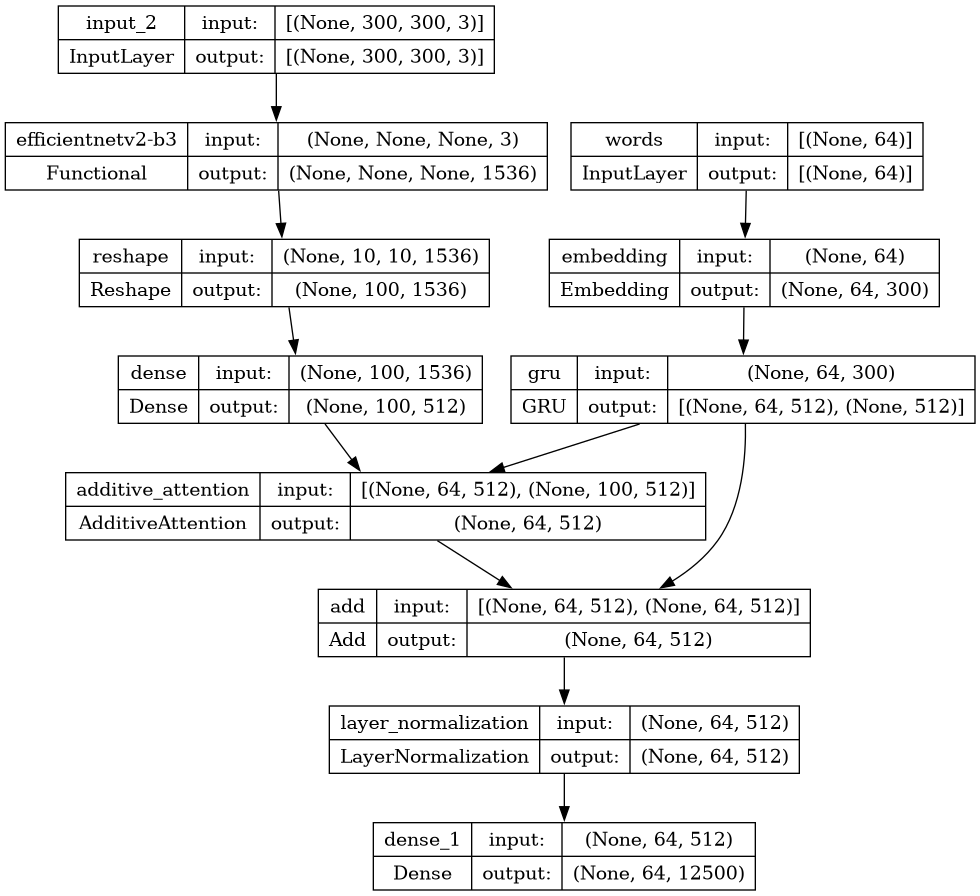 input_2 input: [(None, 300, 300, 3)]
InputLayer output: [(None, 300, 300, 3)]
efficientnetv2-b3 input: (None, None, None, 3)
Functional output: (None, None, None, 1536)
words input: [(None, 64)]
InputLayer output: [(None, 64)]
reshape input: (None, 10, 10, 1536)
Reshape output: (None, 100, 1536)
embedding input: (None, 64)
Embedding output: (None, 64, 300)
dense input: (None, 100, 1536)
Dense output: (None, 100, 512)
gru input: (None, 64, 300)
GRU output: [(None, 64, 512), (None, 512)]
additive_attention input: [(None, 64, 512), (None, 100, 512)]
AdditiveAttention output: (None, 64, 512)
add input: [(None, 64, 512), (None, 64, 512)]
Add output: (None, 64, 512)
layer_normalization input: (None, 64, 512)
LayerNormalization output: (None, 64, 512)
dense_1 input: (None, 64, 512)
Dense output: (None, 64, 12500)